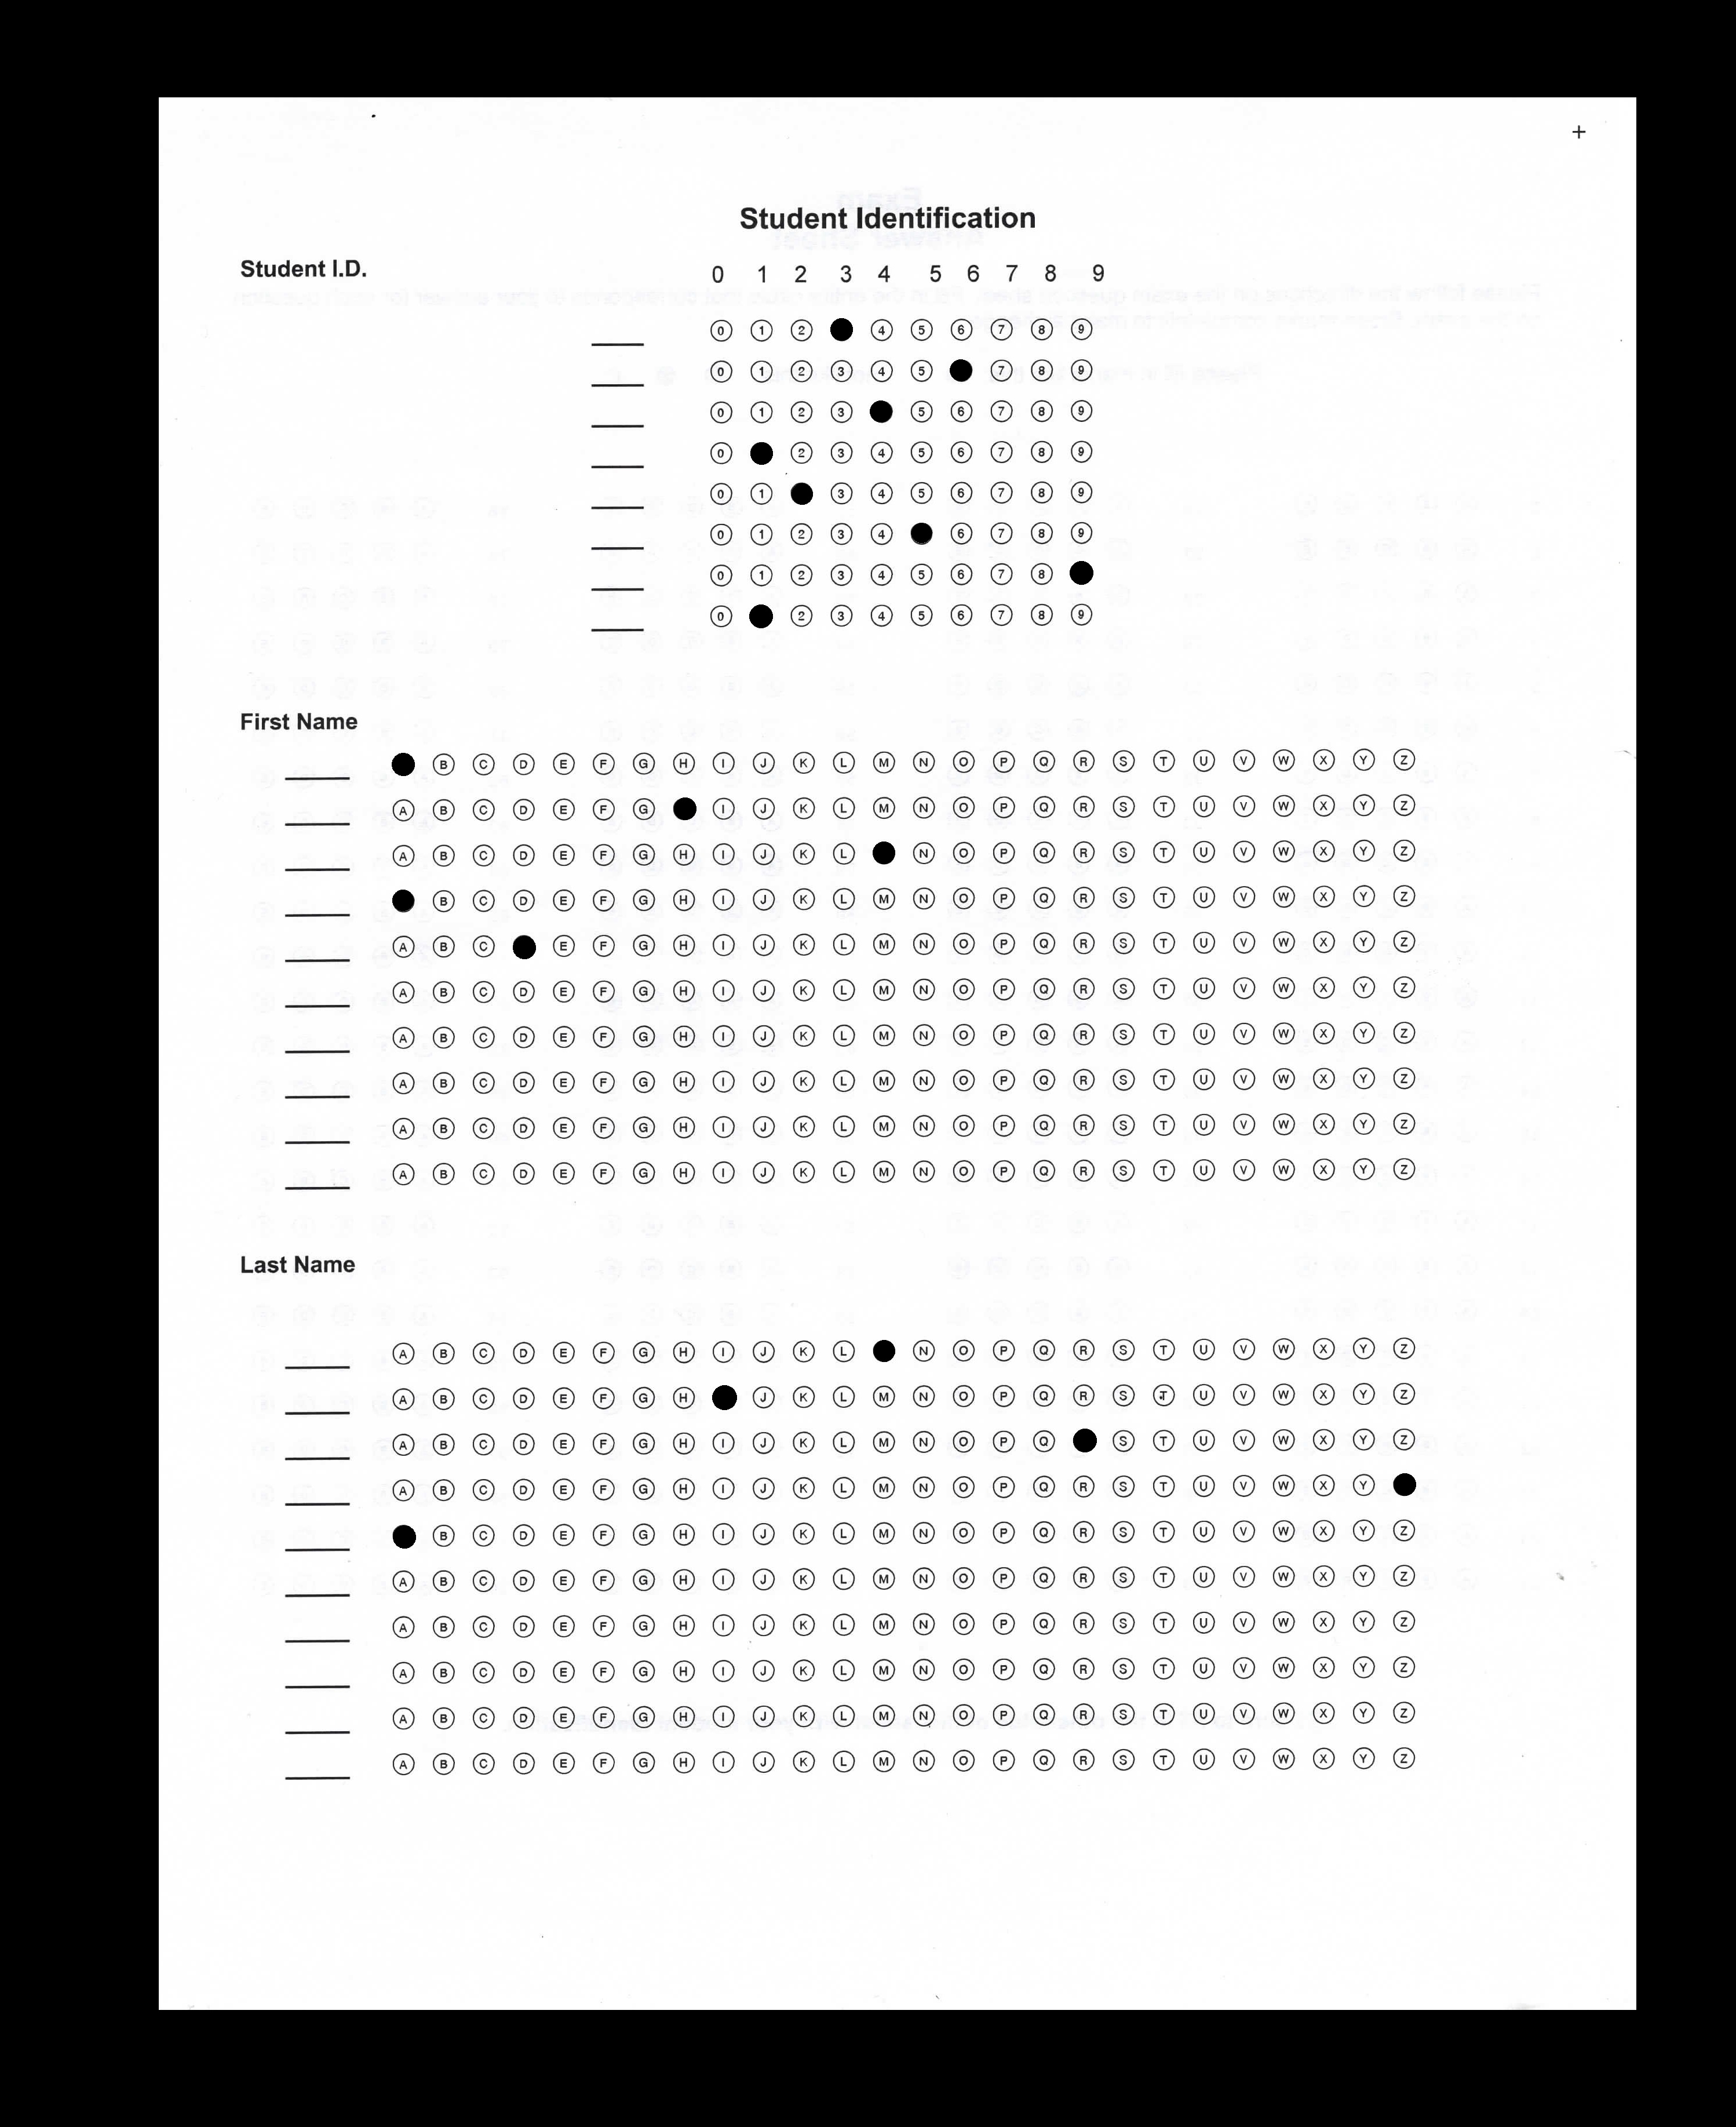 +
Student Identification
Student I.D. 0 1 2 3 4 5 6 7 8 9
0 1 2 4 5 6 7 8 9
0 1 2 3 4 5 7 8 9
0 1 2 3 5 6 7 8 9
0 2 3 4 5 6 7 8 9
0 1 3 4 5 6 7 8 9
0 1 2 3 4 6 7 8 9
0 1 2 3 4 5 6 7 8
0 2 3 4 5 6 7 8 9
First Name
B C D E F G H I J K L M N O P Q R S T U V W X Y Z
A B C D E F G I J K L M N O P Q R S T U V W X Y Z
A B C D E F G H I J K L N O P Q R S T U V W X Y Z
B C D E F G H I J K L M N O P Q R S T U V W X Y Z
A B C E F G H I J K L M N O P Q R S T U V W X Y Z
A B C D E F G H I J K L M N O P Q R S T U V W X Y Z
A B C D E F G H I J K L M N O P Q R S T U V W X Y Z
A B C D E F G H I J K L M N O P Q R S T U V W X Y Z
A B C D E F G H I J K L M N O P Q R S T U V W X Y Z
A B C D E F G H I J K L M N O P Q R S T U V W X Y Z
Last Name
A B C D E F G H I J K L N O P Q R S T U V W X Y Z
A B C D E F G H J K L M N O P Q R S T U V W X Y Z
A B C D E F G H I J K L M N O P Q S T U V W X Y Z
A B C D E F G H I J K L M N O P Q R S T U V W X Y
B C D E F G H I J K L M N O P Q R S T U V W X Y Z
A B C D E F G H I J K L M N O P Q R S T U V W X Y Z
A B C D E F G H I J K L M N O P Q R S T U V W X Y Z
A B C D E F G H I J K L M N O P Q R S T U V W X Y Z
A B C D E F G H I J K L M N O P Q R S T U V W X Y Z
A B C D E F G H I J K L M N O P Q R S T U V W X Y Z